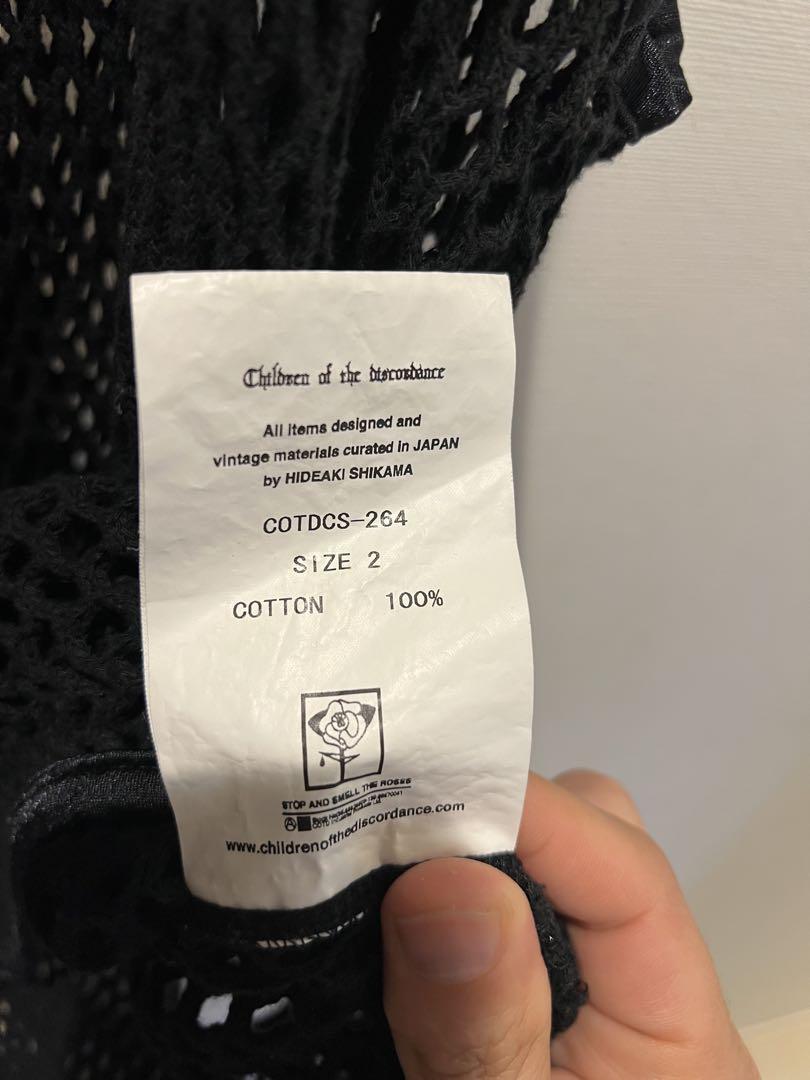 Children of the discordance
All items designed and
vintage materials curated in JAPAN
by HIDEAKI SHIKAMA
COTDCS-264
SIZE 2
COTTON 100%
STOP AND SMELL THE ROSES
www.childrenofthediscordance.com